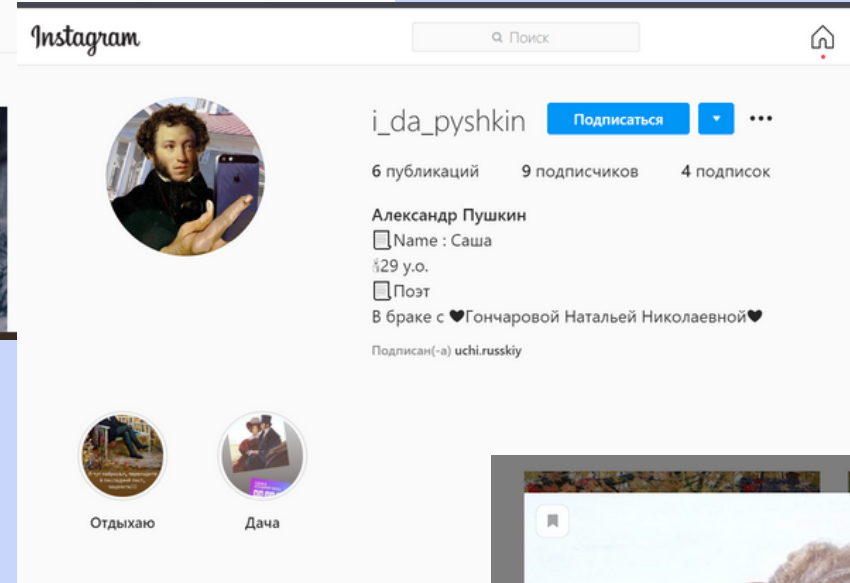 Instagram
Поиск
i_da_pyshkin Подписаться
6 публикаций 9 подписчиков 4 подписок
Александр Пушкин
Name : Саша
29 y.o.
Поэт
В браке с ❤Гончаровой Натальей Николаевной❤
Подписан(-а) uchi.russkiy
Отдыхаю Дача